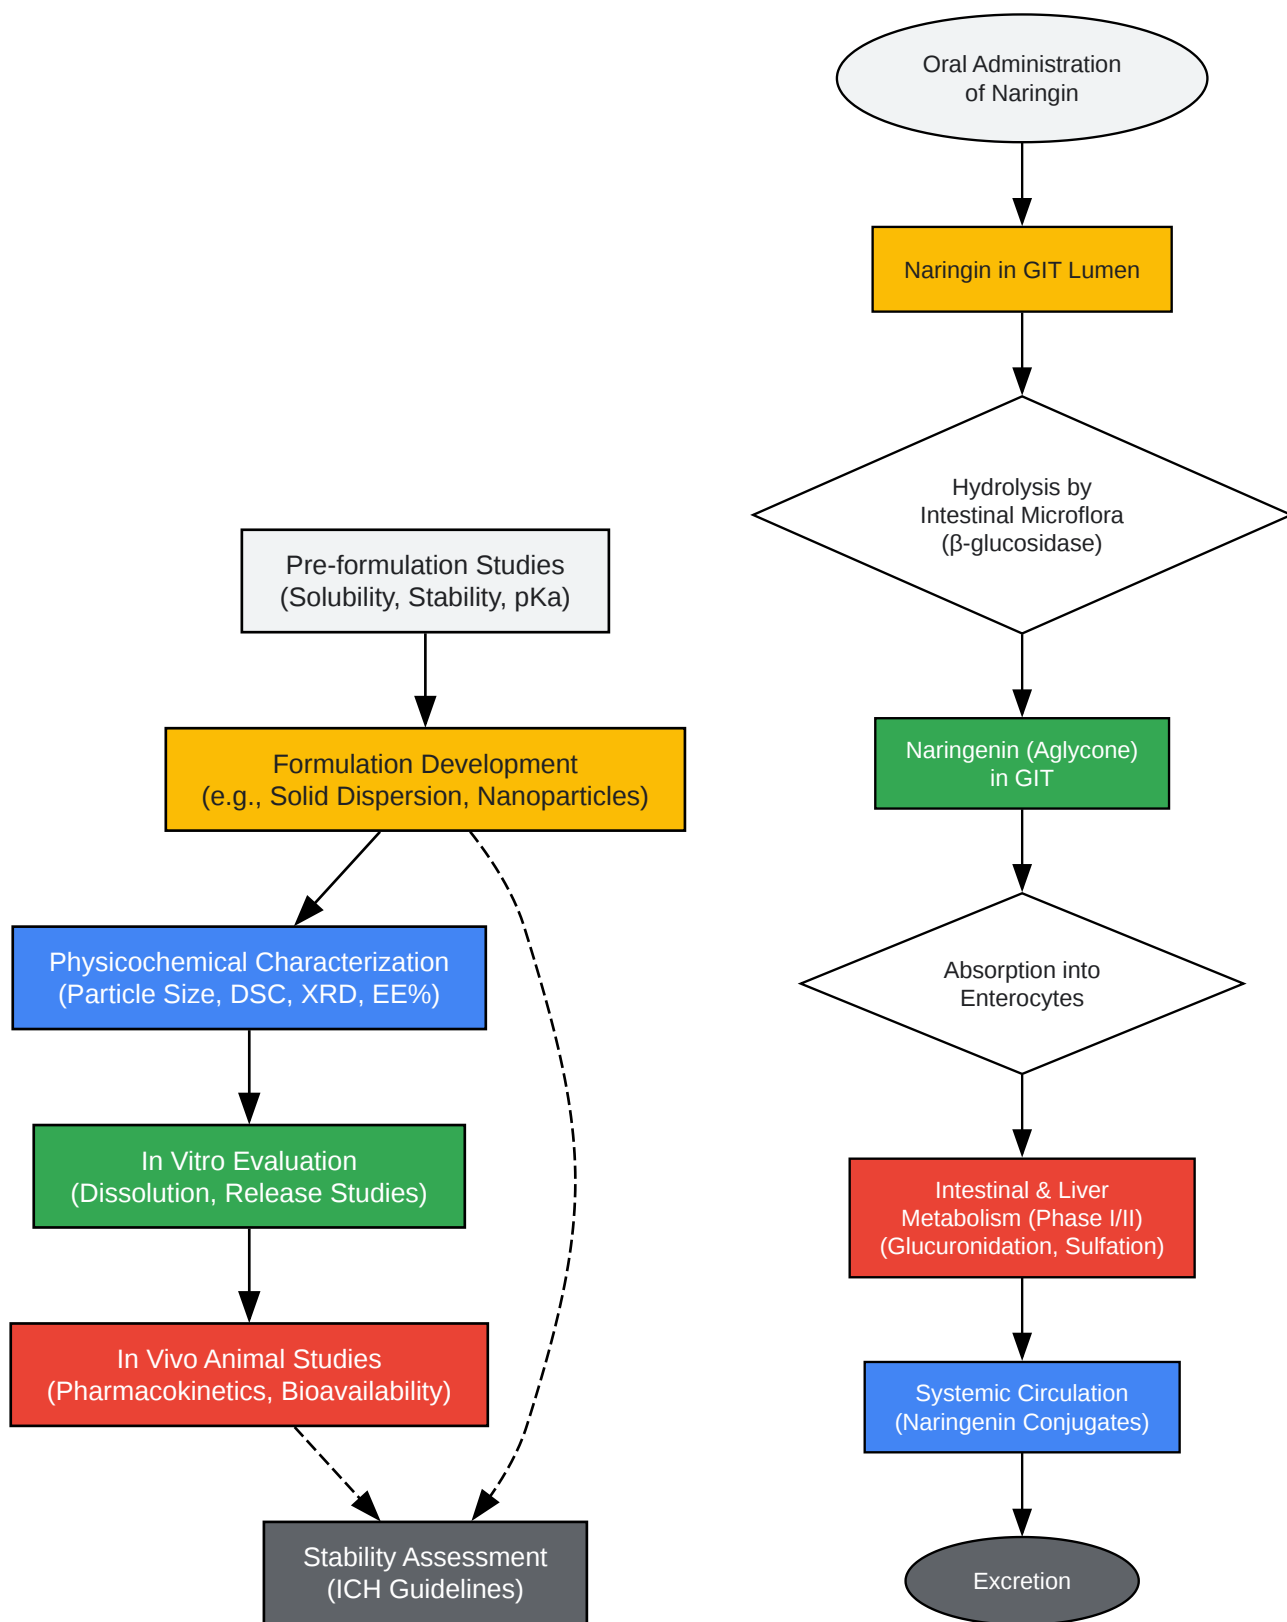 Pre-formulation Studies
(Solubility, Stability, pKa)
Formulation Development
(e.g., Solid Dispersion, Nanoparticles)
Physicochemical Characterization
(Particle Size, DSC, XRD, EE%)
In Vitro Evaluation
(Dissolution, Release Studies)
In Vivo Animal Studies
(Pharmacokinetics, Bioavailability)
Stability Assessment
(ICH Guidelines)
Oral Administration
of Naringin
Naringin in GIT Lumen
Hydrolysis by
Intestinal Microflora
(β-glucosidase)
Naringenin (Aglycone)
in GIT
Absorption into
Enterocytes
Intestinal & Liver
Metabolism (Phase I/II)
(Glucuronidation, Sulfation)
Systemic Circulation
(Naringenin Conjugates)
Excretion